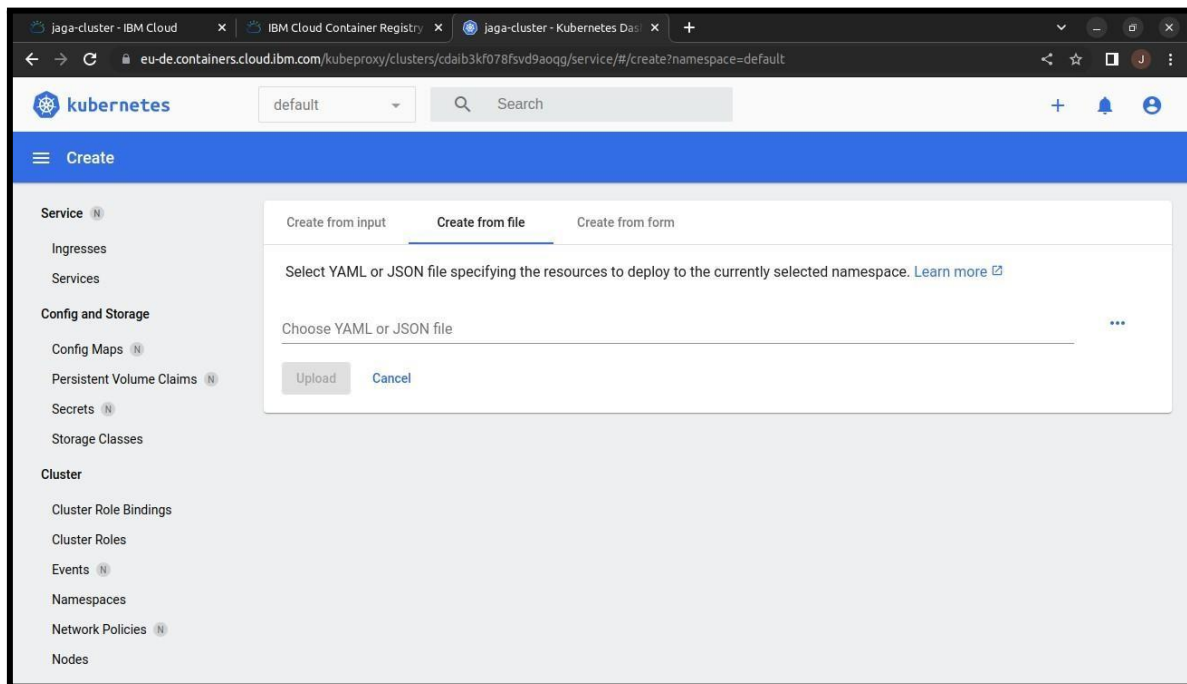 jaga-cluster - IBM Cloud
IBM Cloud Container Registry
jaga-cluster - Kubernetes Das
eu-de.containers.cloud.ibm.com/kubeproxy/clusters/cdaib3kf078fsvd9aoqg/service/#/create?namespace=default
J
kubernetes
default
Search
Create
Service N
Ingresses
Services
Config and Storage
Config Maps N
Persistent Volume Claims N
Secrets N
Storage Classes
Cluster
Cluster Role Bindings
Cluster Roles
Events N
Namespaces
Network Policies N
Nodes
Create from input
Create from file
Create from form
Select YAML or JSON file specifying the resources to deploy to the currently selected namespace. Learn more
Choose YAML or JSON file
Upload
Cancel